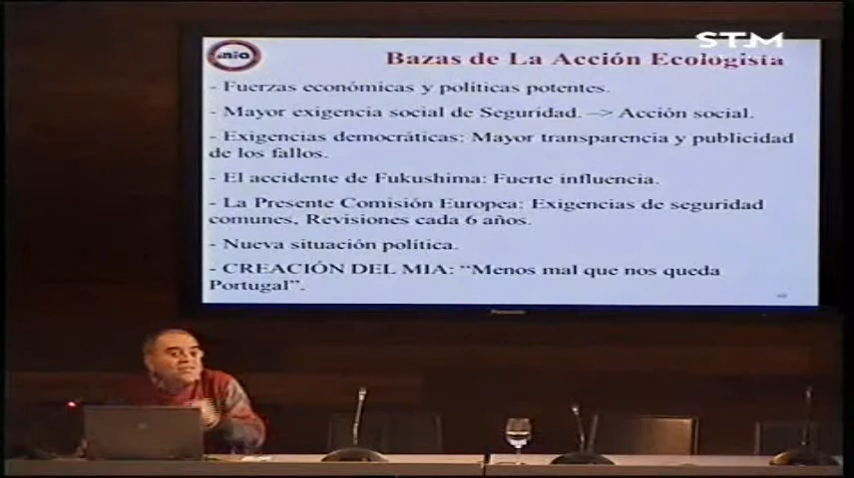 STM
mia
Bazas de La Acción Ecologista
- Fuerzas económicas y políticas potentes.
- Mayor exigencia social de Seguridad. --> Acción social.
- Exigencias democráticas: Mayor transparencia y publicidad
de los fallos.
- El accidente de Fukushima: Fuerte influencia.
- La Presente Comisión Europea: Exigencias de seguridad
comunes, Revisiones cada 6 años.
- Nueva situación política.
- CREACIÓN DEL MIA: “Menos mal que nos queda
Portugal”.
Panasonic